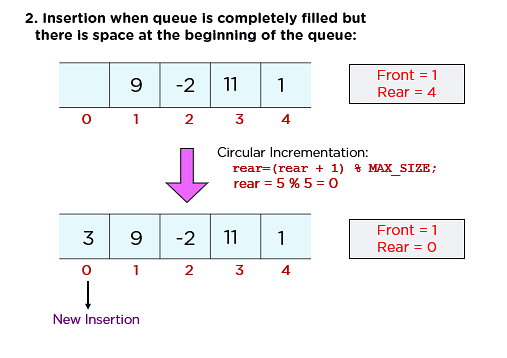 2. Insertion when queue is completely filled but
there is space at the beginning of the queue:
9 -2 11 1
Front = 1
Rear = 4
0 1 2 3 4
Circular Incrementation:
rear=(rear + 1) % MAX_SIZE;
rear = 5 % 5 = 0
3 9 -2 11 1
Front = 1
Rear = 0
0 1 2 3 4
New Insertion